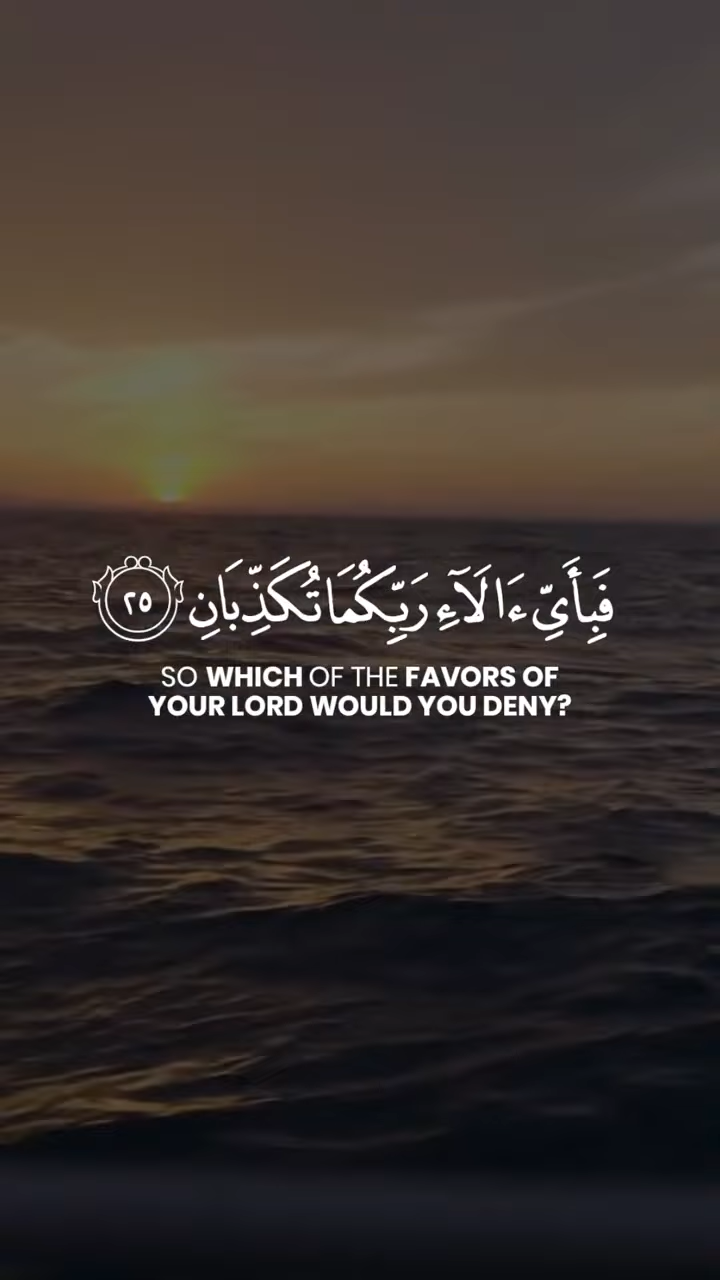 فَبِأَيِّ ءَالَآءِ رَبِّكُمَا تُكَذِّبَانِ ٢٥
SO WHICH OF THE FAVORS OF
YOUR LORD WOULD YOU DENY?